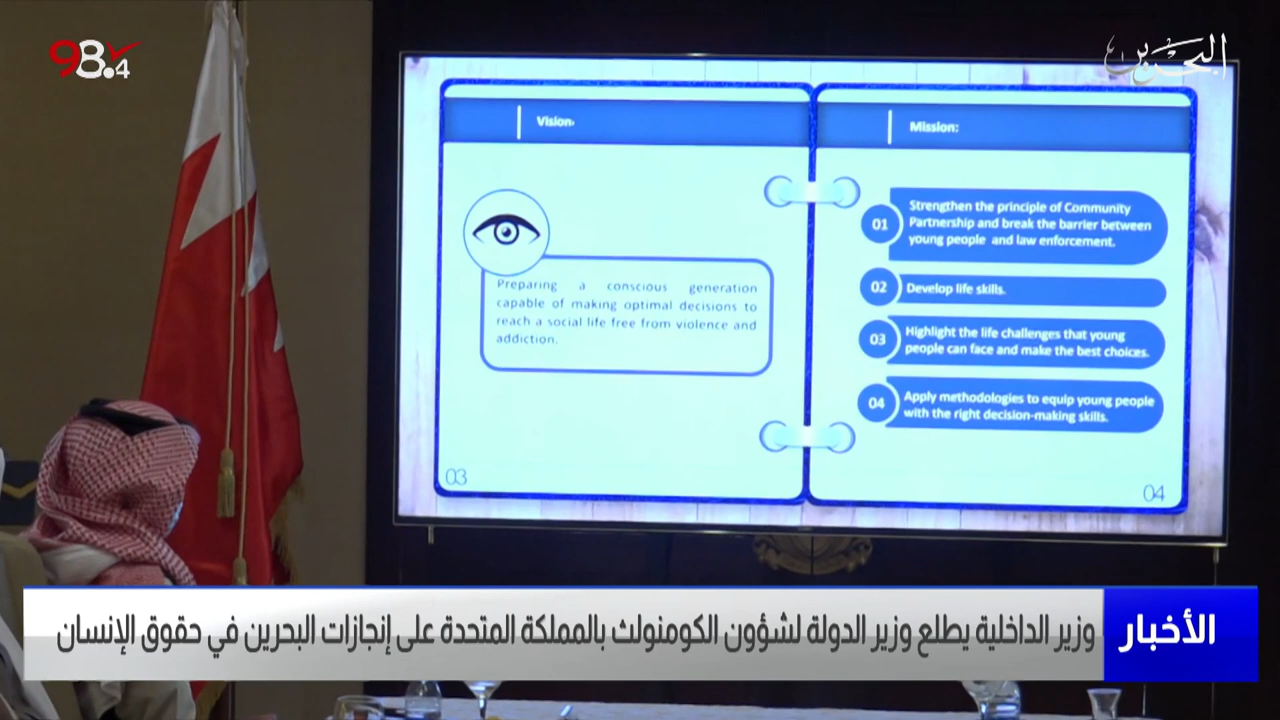 98.4
البحرين
Vision:
Mission:
Preparing a conscious generation
capable of making optimal decisions to
reach a social life free from violence and
addiction.
01
Strengthen the principle of Community
Partnership and break the barrier between
young people and law enforcement.
02
Develop life skills.
03
Highlight the life challenges that young
people can face and make the best choices.
04
Apply methodologies to equip young people
with the right decision-making skills.
03
04
الأخبار
وزير الداخلية يطلع وزير الدولة لشؤون الكومنولث بالمملكة المتحدة على إنجازات البحرين في حقوق الإنسان